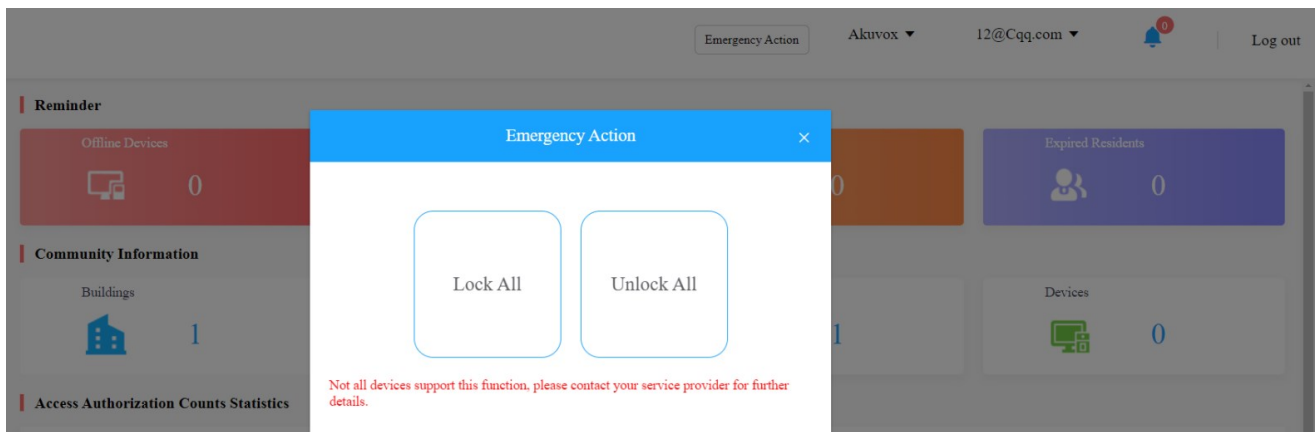 Emergency Action
Akuvox
12@Cqq.com
0
Log out
Reminder
Offline Devices
0
0
Expired Residents
0
Emergency Action
×
Lock All
Unlock All
Not all devices support this function, please contact your service provider for further
details.
Community Information
Buildings
1
1
Devices
0
Access Authorization Counts Statistics